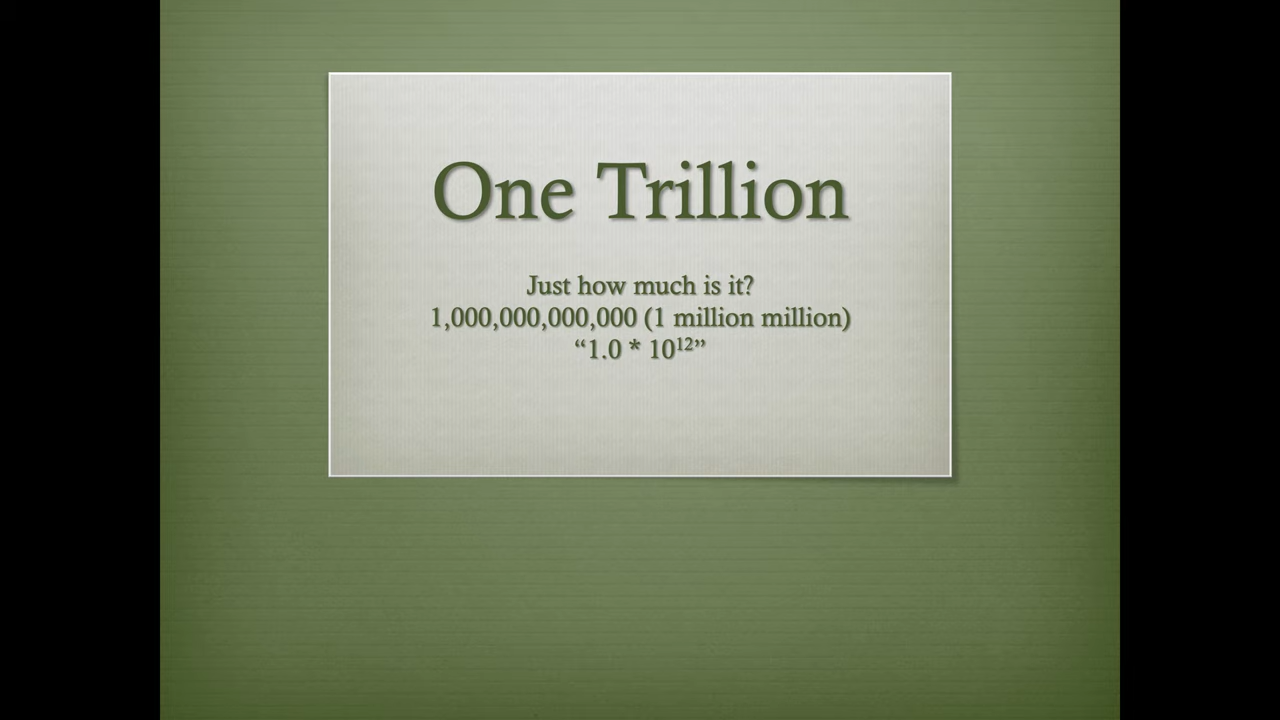 One Trillion
Just how much is it?
1,000,000,000,000 (1 million million)
“1.0 * 10¹²”